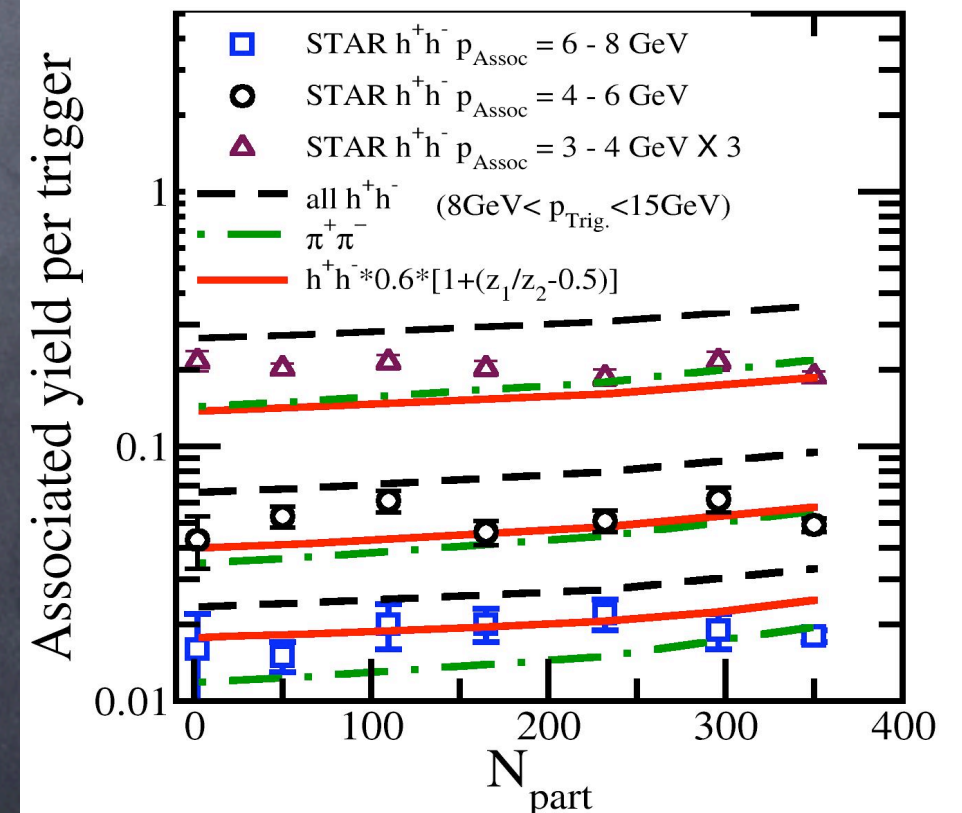 Associated yield per trigger
STAR h⁺h⁻ p_Assoc = 6 - 8 GeV
STAR h⁺h⁻ p_Assoc = 4 - 6 GeV
STAR h⁺h⁻ p_Assoc = 3 - 4 GeV X 3
all h⁺h⁻ (8GeV< p_Trig. <15GeV)
π⁺π⁻
h⁺h⁻*0.6*[1+(z₁/z₂-0.5)]
1
0.1
0.01
0 100 200 300 400
N_part